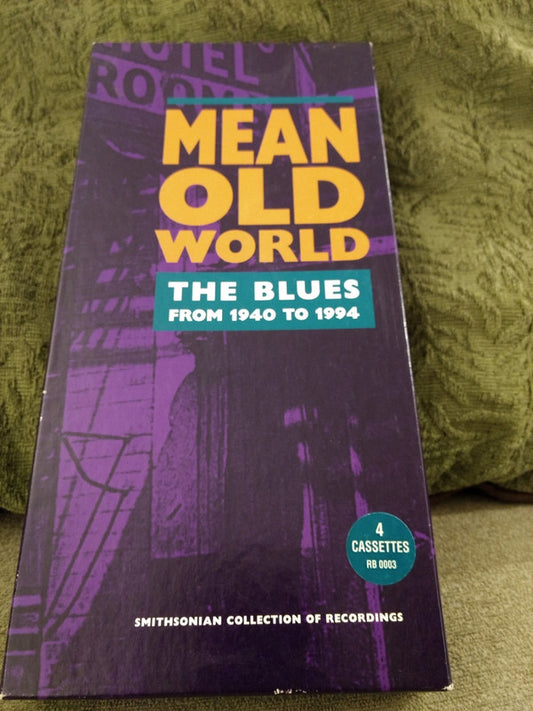 HOTEL
ROOMS
MEAN
OLD
WORLD
THE BLUES
FROM 1940 TO 1994
4
CASSETTES
RB 0003
SMITHSONIAN COLLECTION OF RECORDINGS